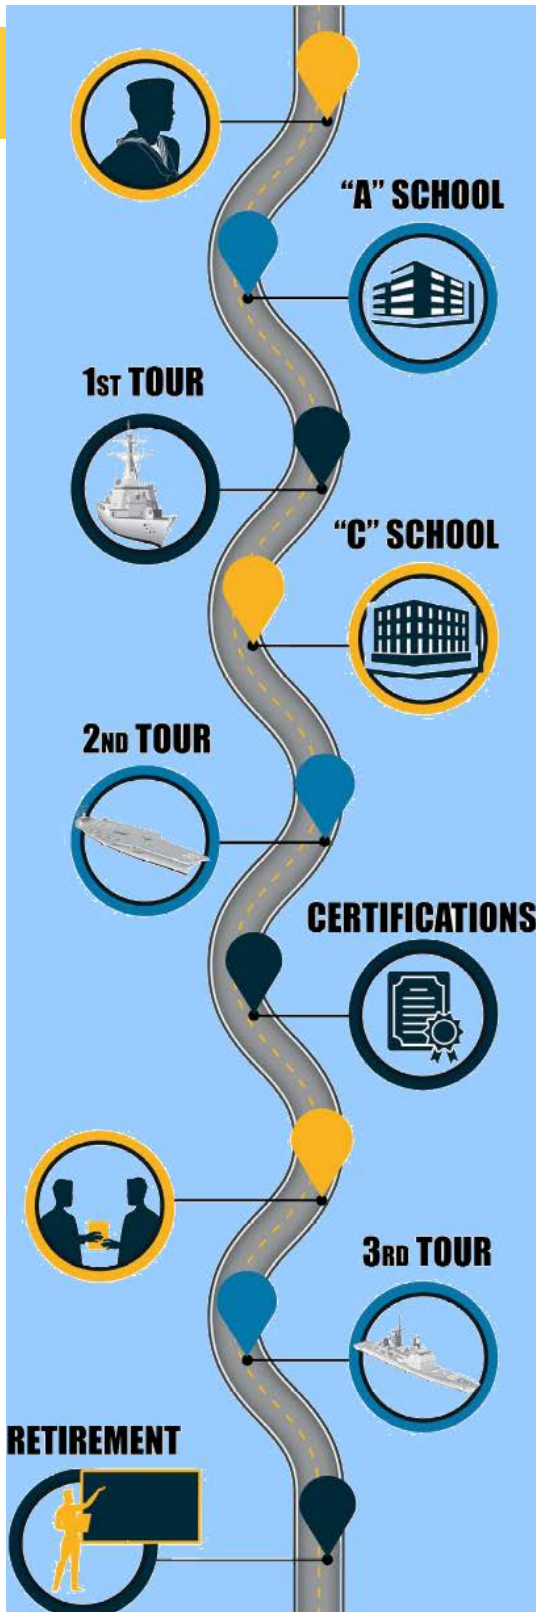 “A” SCHOOL
1ST TOUR
“C” SCHOOL
2ND TOUR
CERTIFICATIONS
3RD TOUR
RETIREMENT